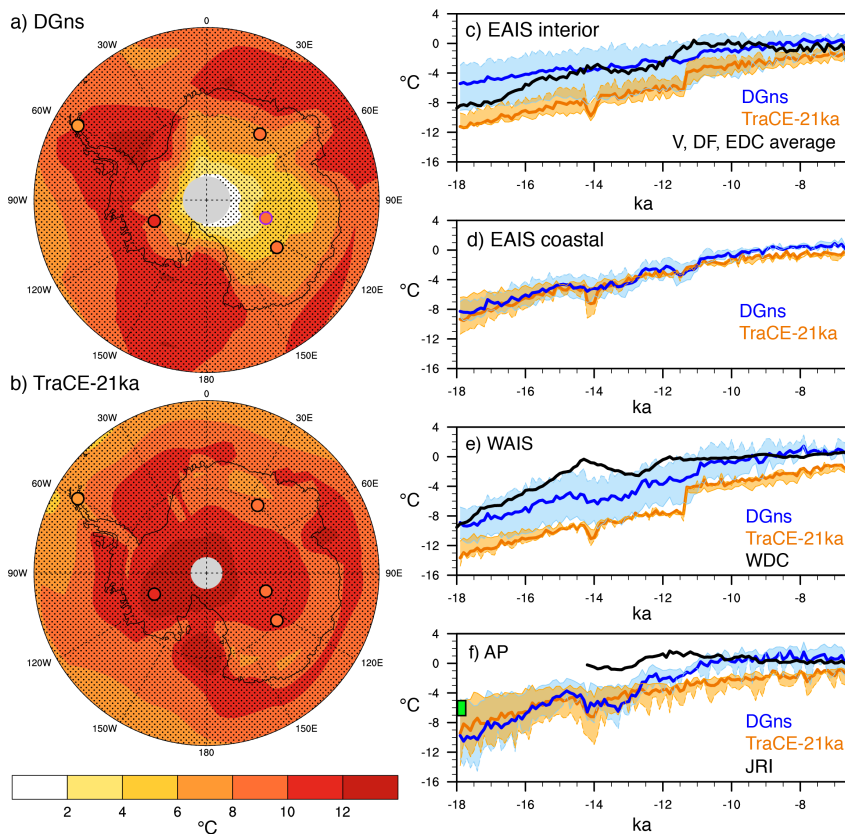 a) DGns
0
30W
30E
60W
60E
90W
90E
120W
120E
150W
150E
180
b) TraCE-21ka
0
30W
30E
60W
60E
90W
90E
120W
120E
150W
150E
180
2 4 6 8 10 12
°C
c) EAIS interior
4
0
-4
-8
-12
-16
°C
DGns
TraCE-21ka
V, DF, EDC average
-18 -16 -14 -12 -10 -8
ka
d) EAIS coastal
4
0
-4
-8
-12
-16
°C
DGns
TraCE-21ka
-18 -16 -14 -12 -10 -8
ka
e) WAIS
4
0
-4
-8
-12
-16
°C
DGns
TraCE-21ka
WDC
-18 -16 -14 -12 -10 -8
ka
f) AP
4
0
-4
-8
-12
-16
°C
DGns
TraCE-21ka
JRI
-18 -16 -14 -12 -10 -8
ka